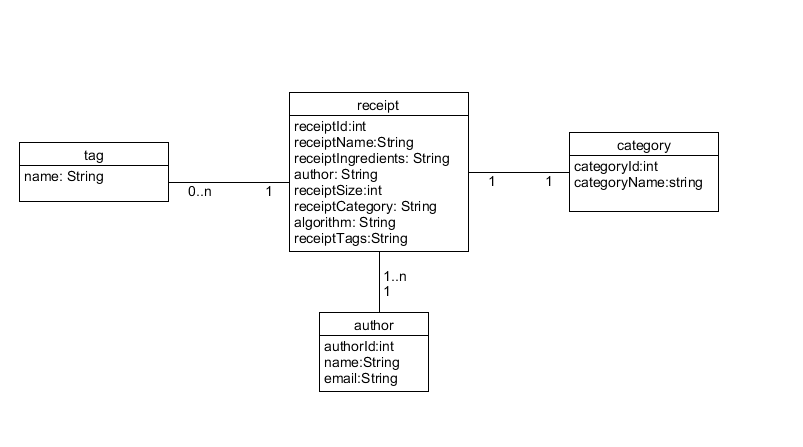 receipt
receiptId:int
receiptName:String
receiptIngredients: String
author: String
receiptSize:int
receiptCategory: String
algorithm: String
receiptTags:String
tag
name: String
0..n
1
category
categoryId:int
categoryName:string
1
1
1..n
1
author
authorId:int
name:String
email:String